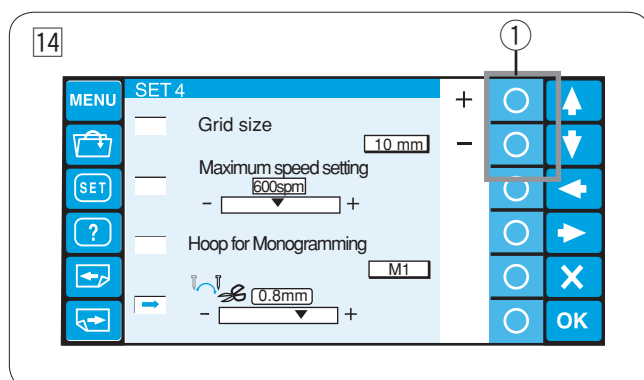 14
1
MENU
SET 4
+
Grid size
10 mm
−
Maximum speed setting
600spm
SET
- +
?
Hoop for Monogramming
M1
0.8mm
- +
OK